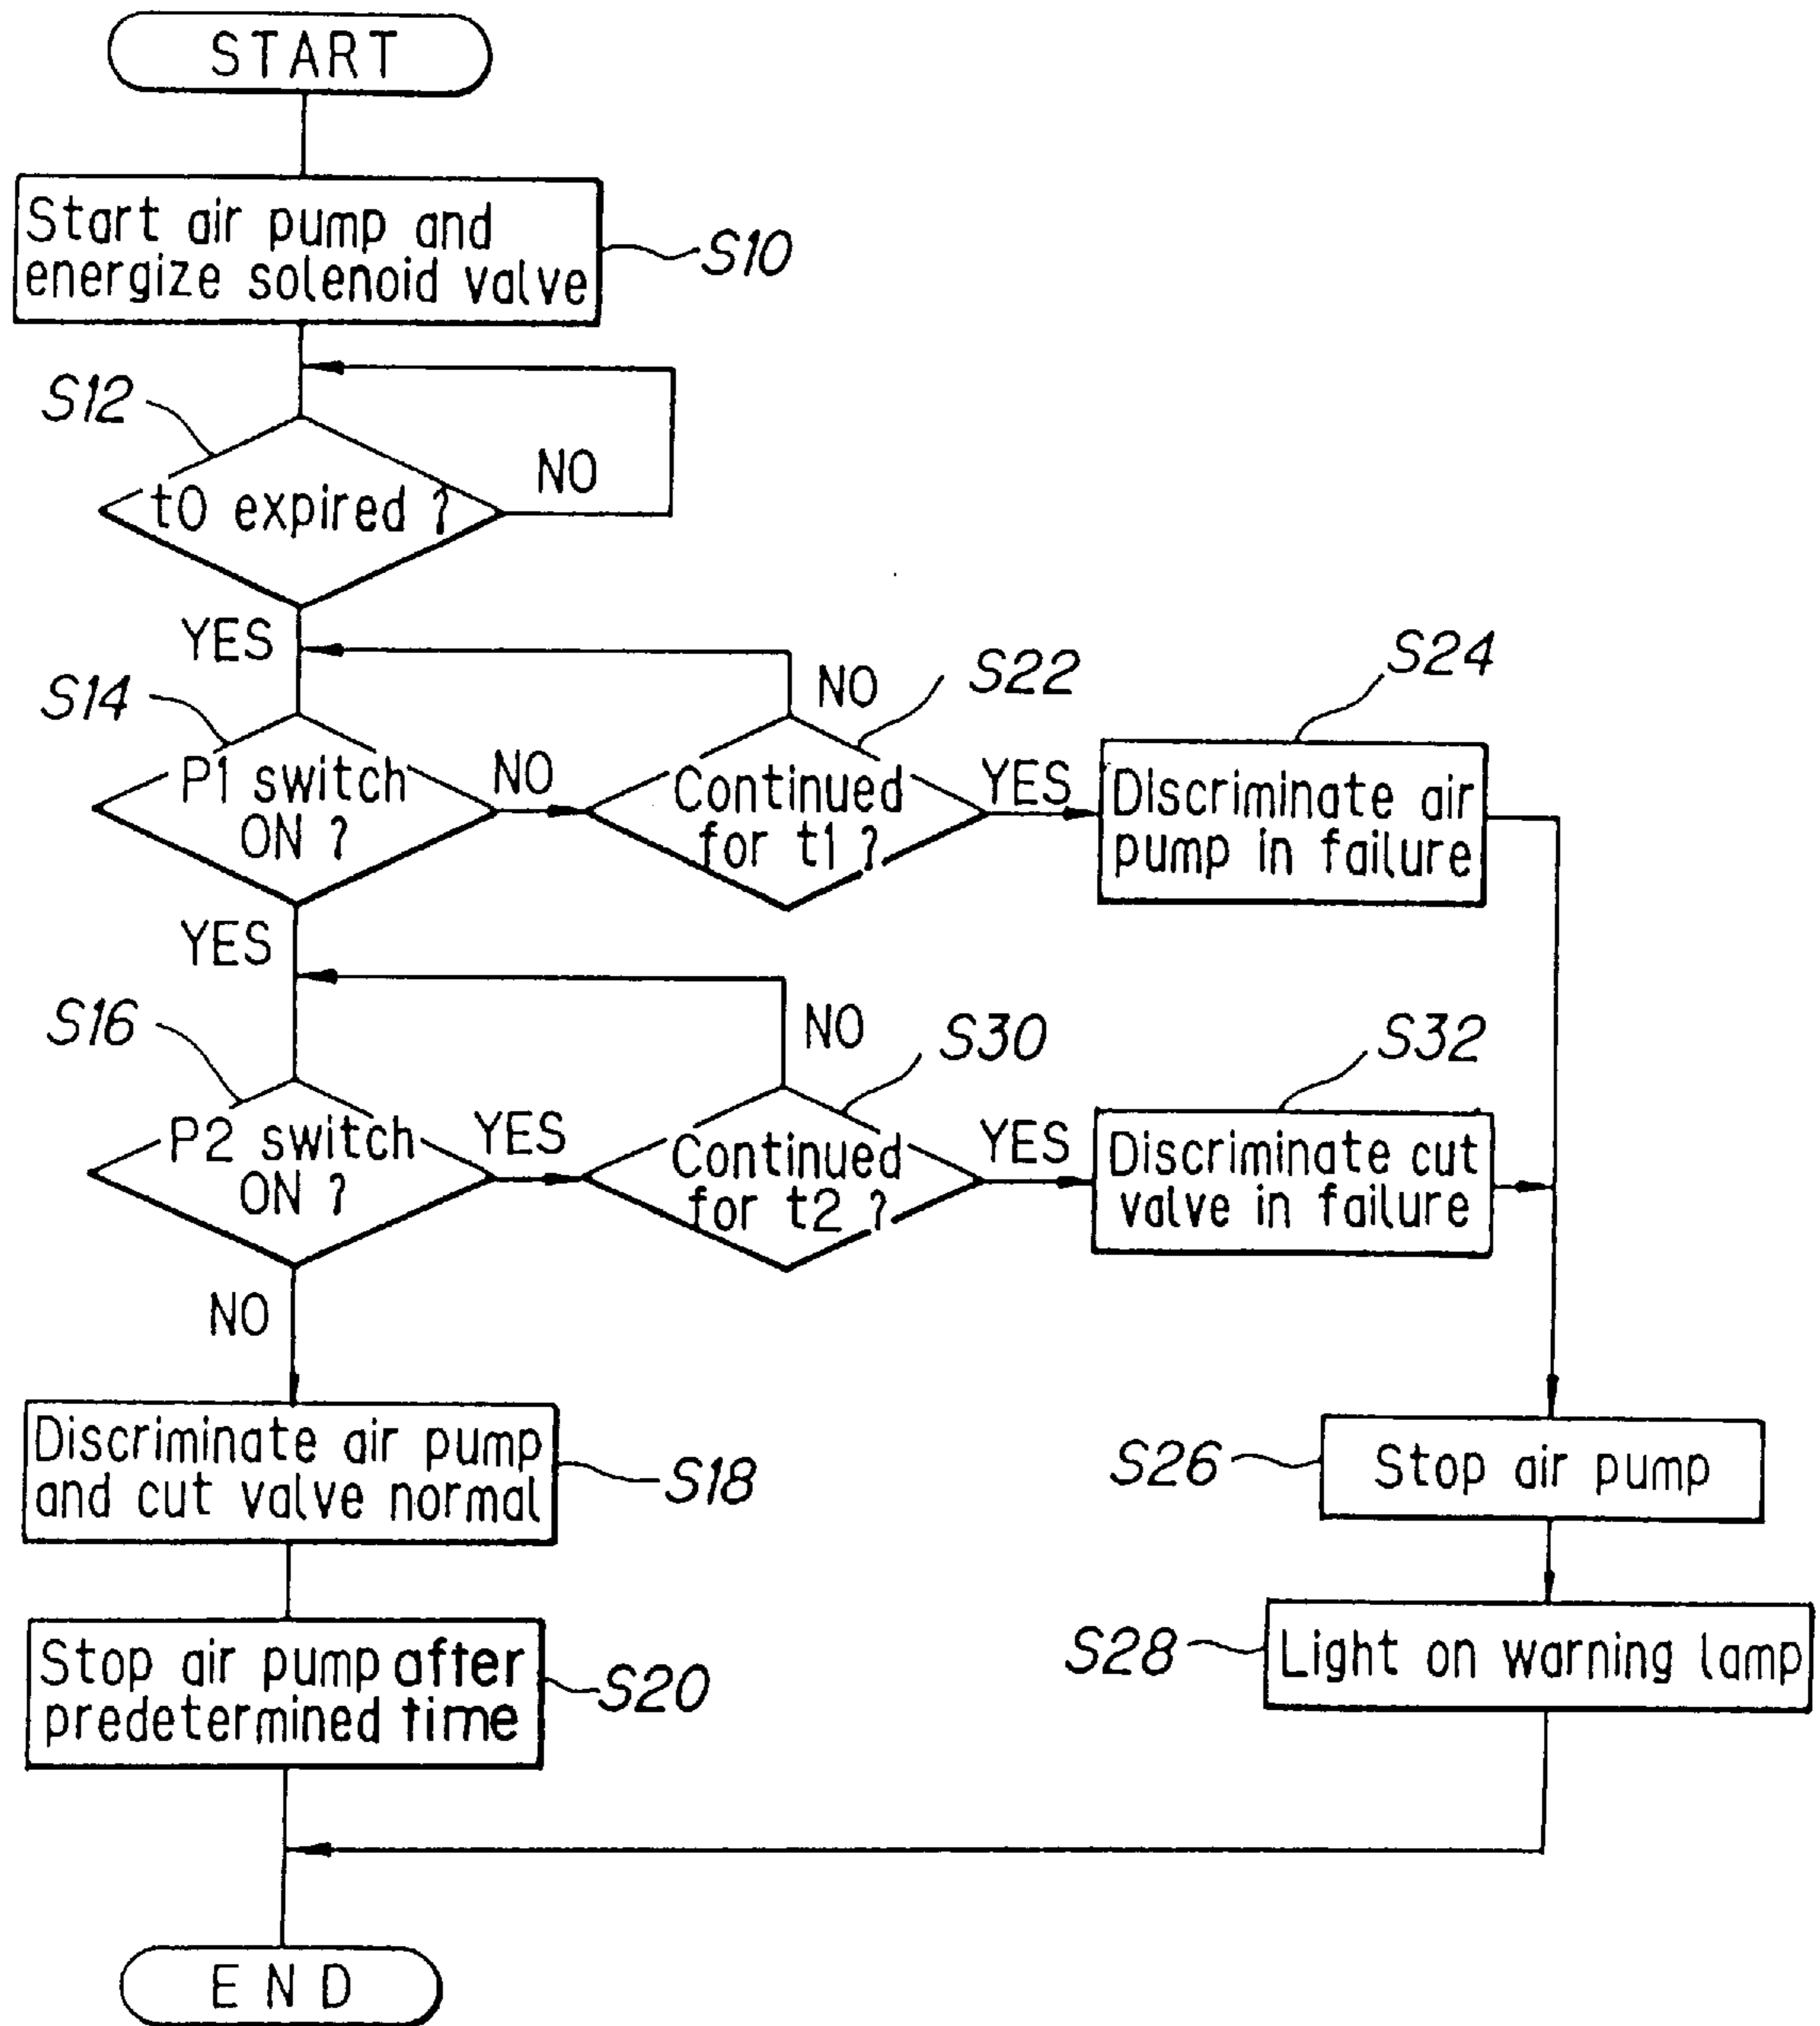 START
Start air pump and
energize solenoid valve
S10
S12
t0 expired ?
NO
YES
S14
P1 switch
ON ?
NO
S22
NO
Continued
for t1 ?
YES
S24
Discriminate air
pump in failure
YES
S16
P2 switch
ON ?
YES
S30
NO
Continued
for t2 ?
YES
S32
Discriminate cut
valve in failure
NO
Discriminate air pump
and cut valve normal
S18
S26
Stop air pump
Stop air pump after
predetermined time
S20
S28
Light on warning lamp
END